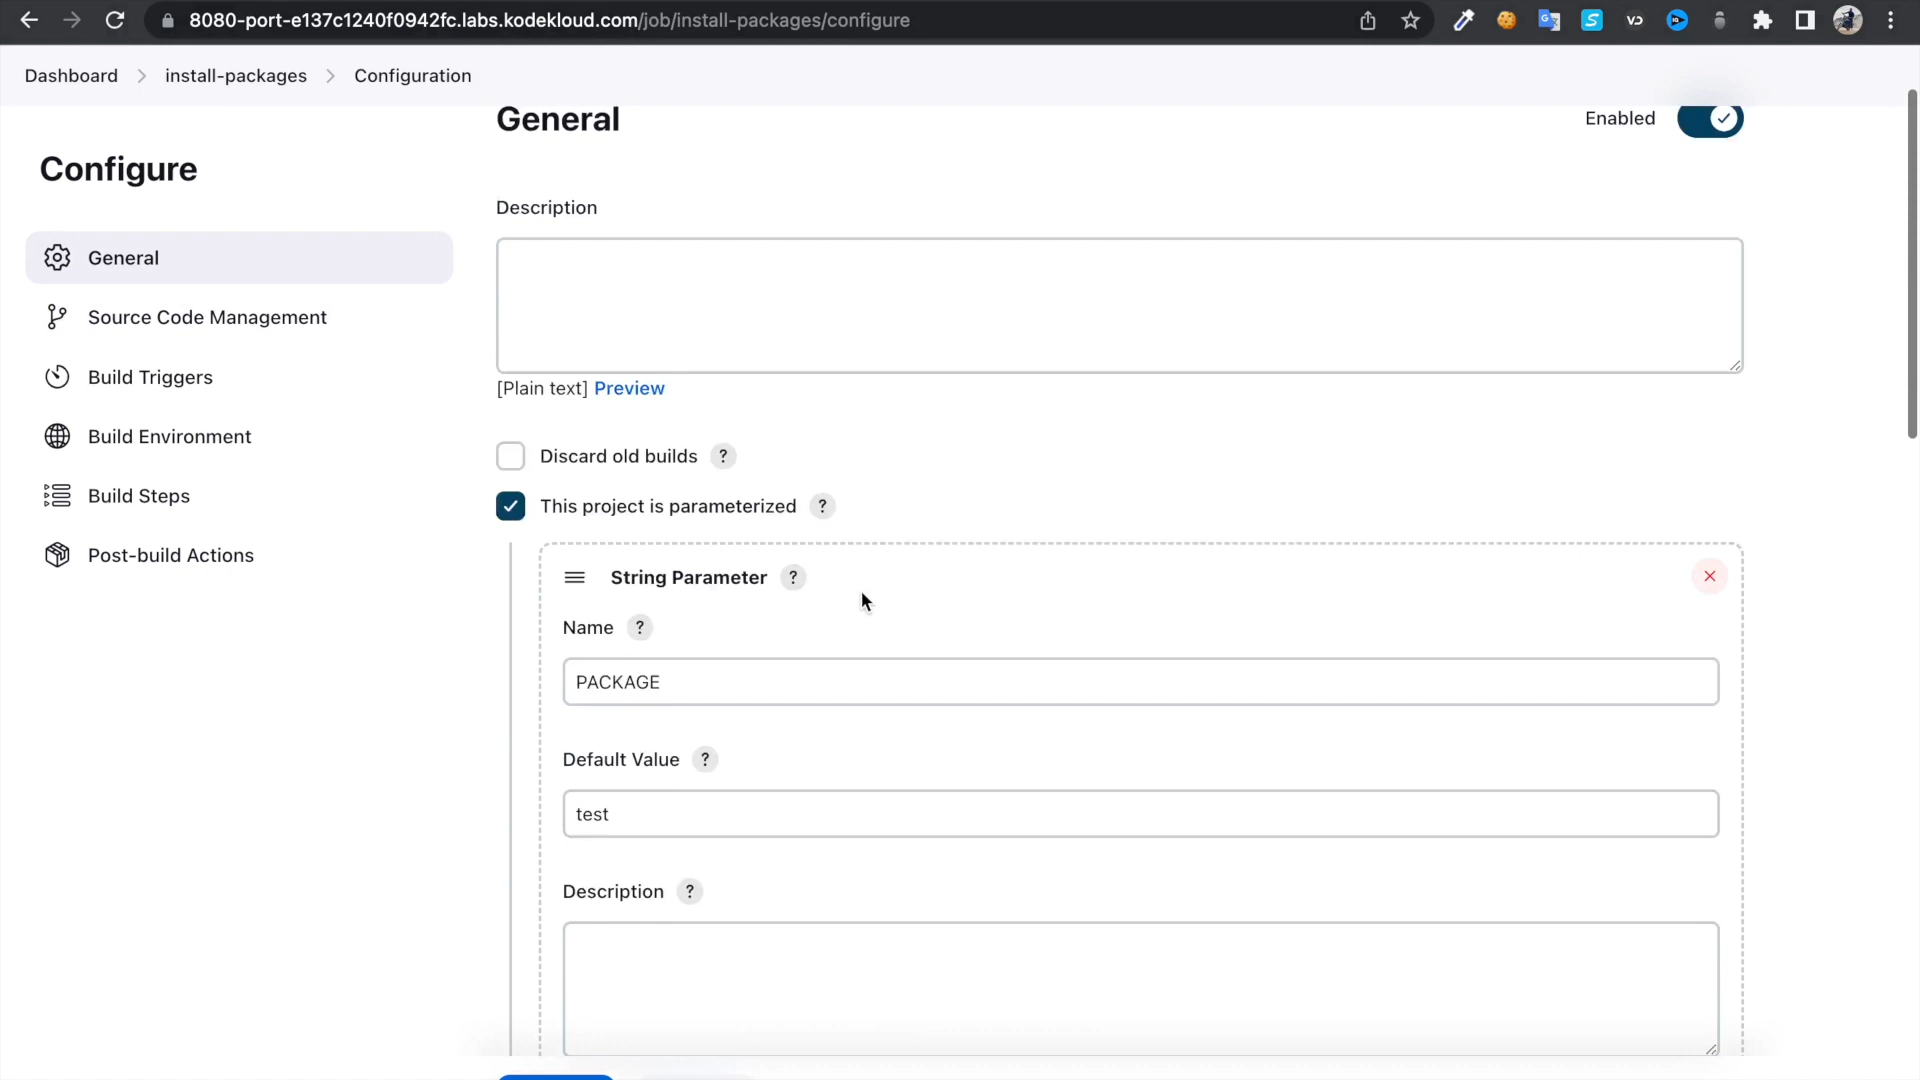 8080-port-e137c1240f0942fc.labs.kodekloud.com/job/install-packages/configure
Dashboard > install-packages > Configuration
Configure
General
Source Code Management
Build Triggers
Build Environment
Build Steps
Post-build Actions
General
Enabled
Description
[Plain text] Preview
Discard old builds ?
This project is parameterized ?
String Parameter ?
Name ?
PACKAGE
Default Value ?
test
Description ?